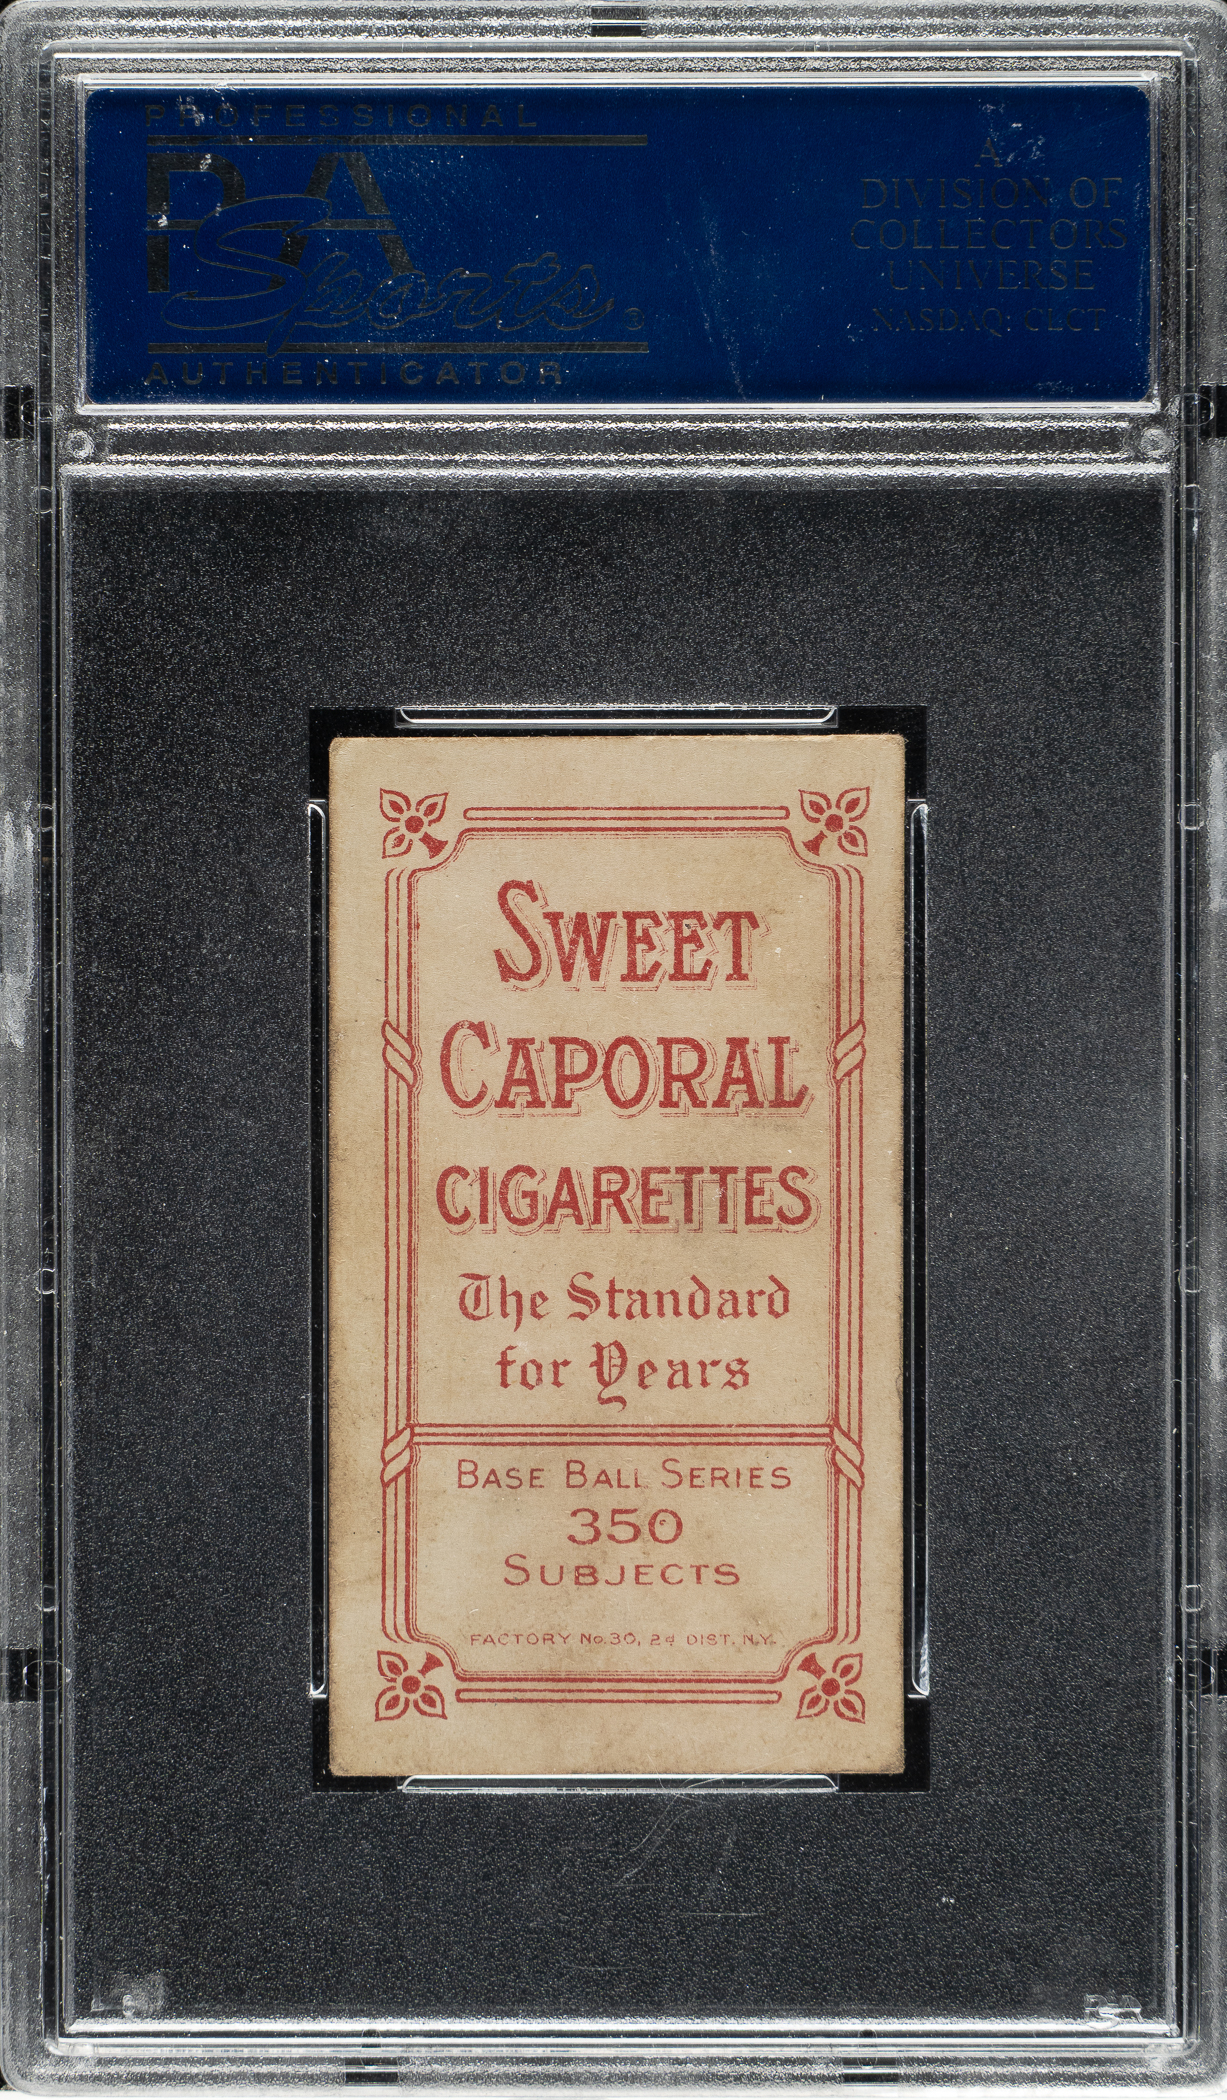 PROFESSIONAL
PSA
Sports®
AUTHENTICATOR
A
DIVISION OF
COLLECTORS
UNIVERSE
NASDAQ: CLCT
SWEET
CAPORAL
CIGARETTES
The Standard
for Years
BASE BALL SERIES
350
SUBJECTS
FACTORY No. 30, 2d DIST. N.Y.
PSA